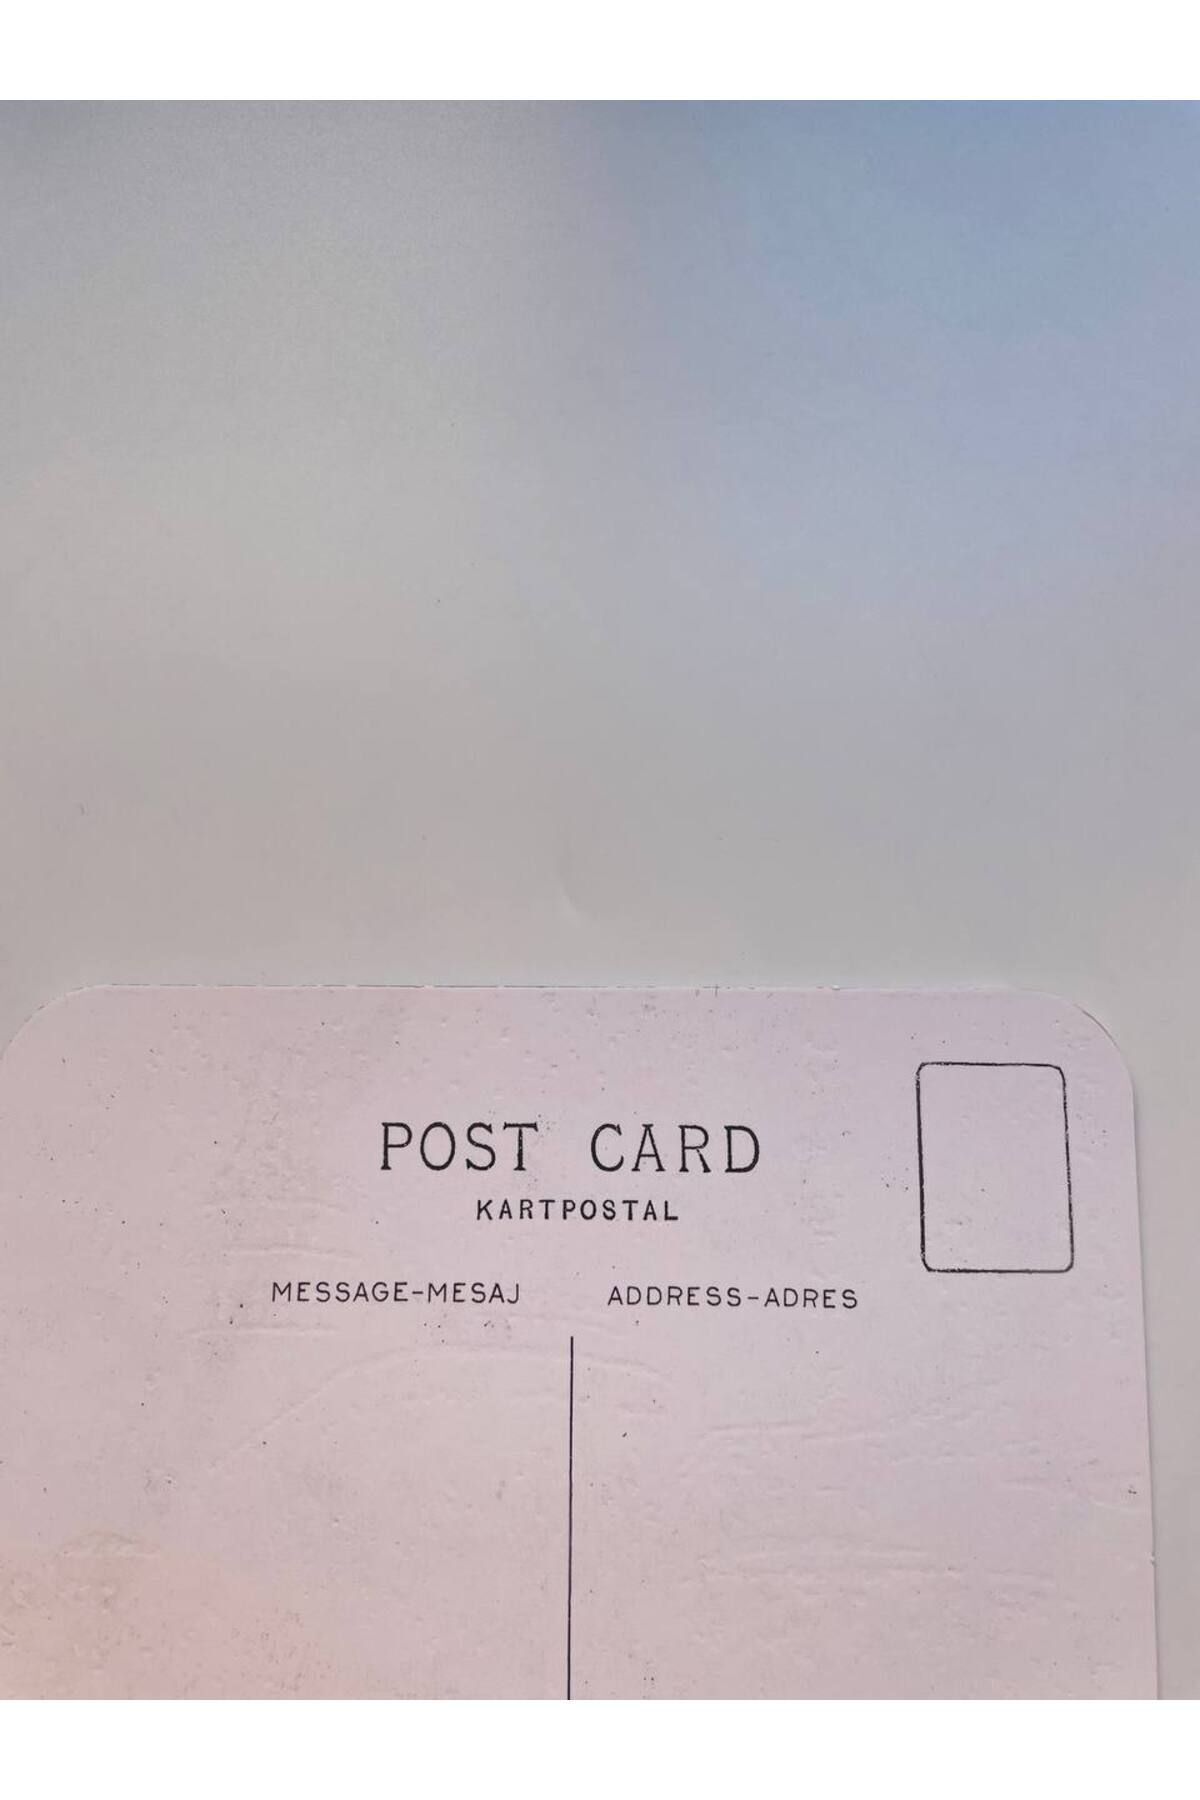 POST CARD
KARTPOSTAL
MESSAGE-MESAJ
ADDRESS-ADRES